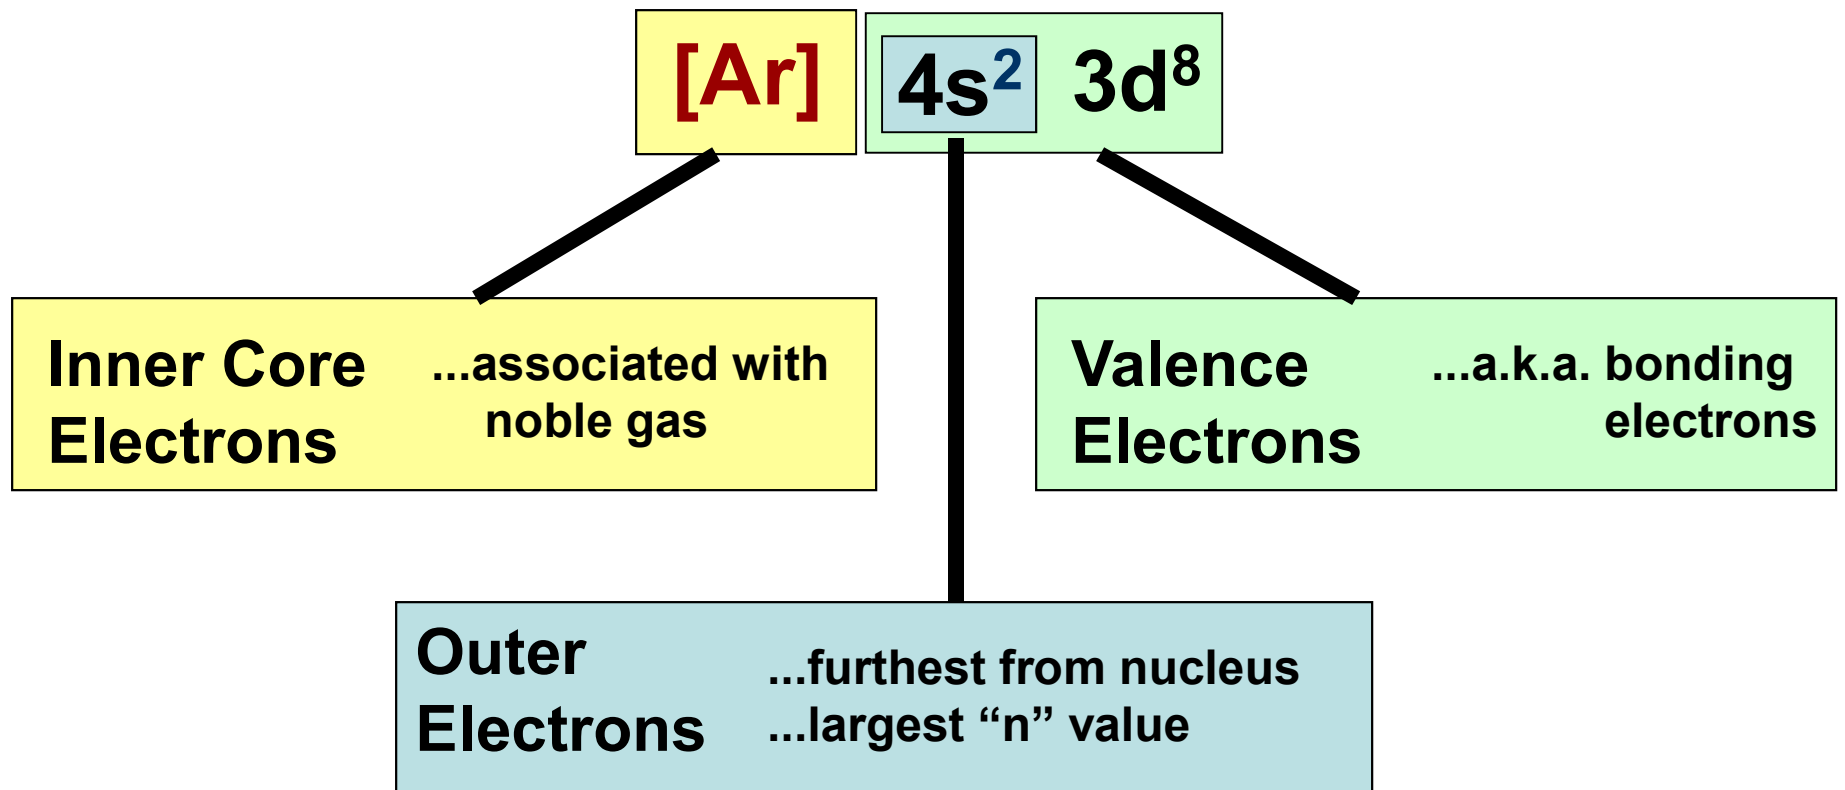 [Ar] 4s² 3d⁸
Inner Core
Electrons
...associated with
noble gas
Valence
Electrons
...a.k.a. bonding
electrons
Outer
Electrons
...furthest from nucleus
...largest “n” value